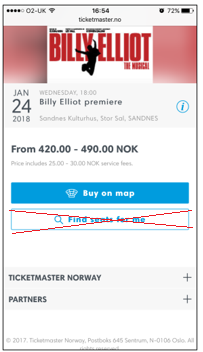 ●●●●○ O2-UK 16:54 72%
ticketmaster.no
BILLY ELLIOT
THE MUSICAL
JAN
24
2018
WEDNESDAY, 18:00
Billy Elliot premiere
Sandnes Kulturhus, Star Sal, SANDNES
i
From 420.00 - 490.00 NOK
Price includes 25.00 - 30.00 NOK service fees.
Buy on map
Find seats for me
TICKETMASTER NORWAY +
PARTNERS +
© 2017. Ticketmaster Norway, Postboks 645 Sentrum, N-0106 Oslo. All
rights reserved